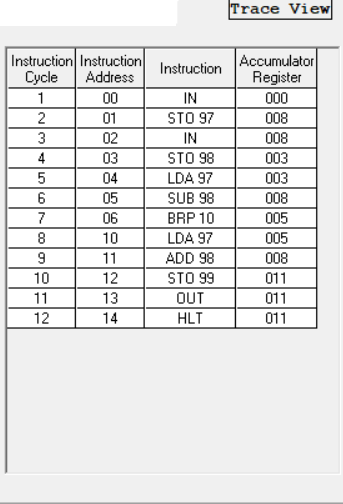 Trace View
Instruction Cycle Instruction Address Instruction Accumulator Register
1 00 IN 000
2 01 STO 97 008
3 02 IN 008
4 03 STO 98 003
5 04 LDA 97 003
6 05 SUB 98 008
7 06 BRP 10 005
8 10 LDA 97 005
9 11 ADD 98 008
10 12 STO 99 011
11 13 OUT 011
12 14 HLT 011